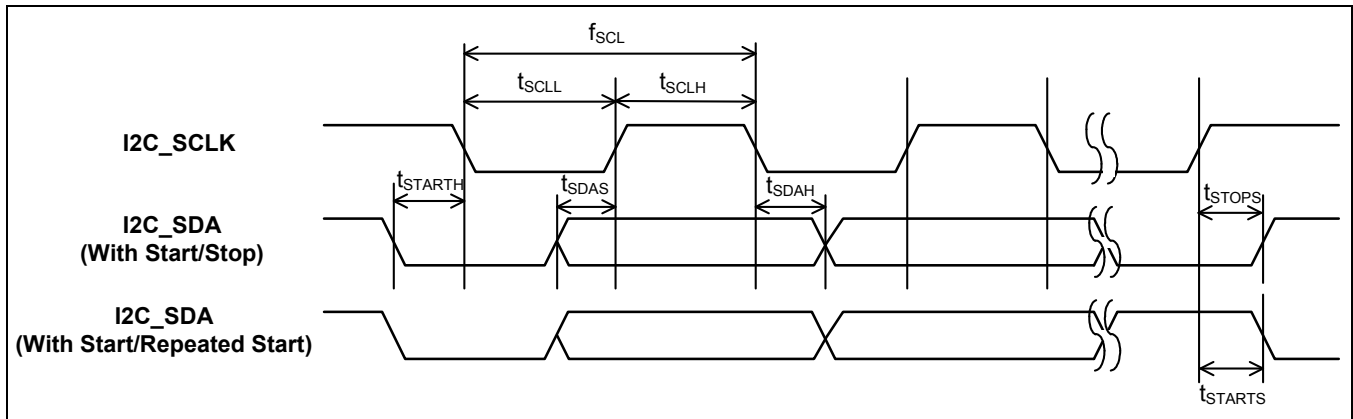 fSCL
tSCLL tSCLH
I2C_SCLK
tSTARTH tSDAS tSDAH tSTOPS
I2C_SDA
(With Start/Stop)
I2C_SDA
(With Start/Repeated Start)
tSTARTS